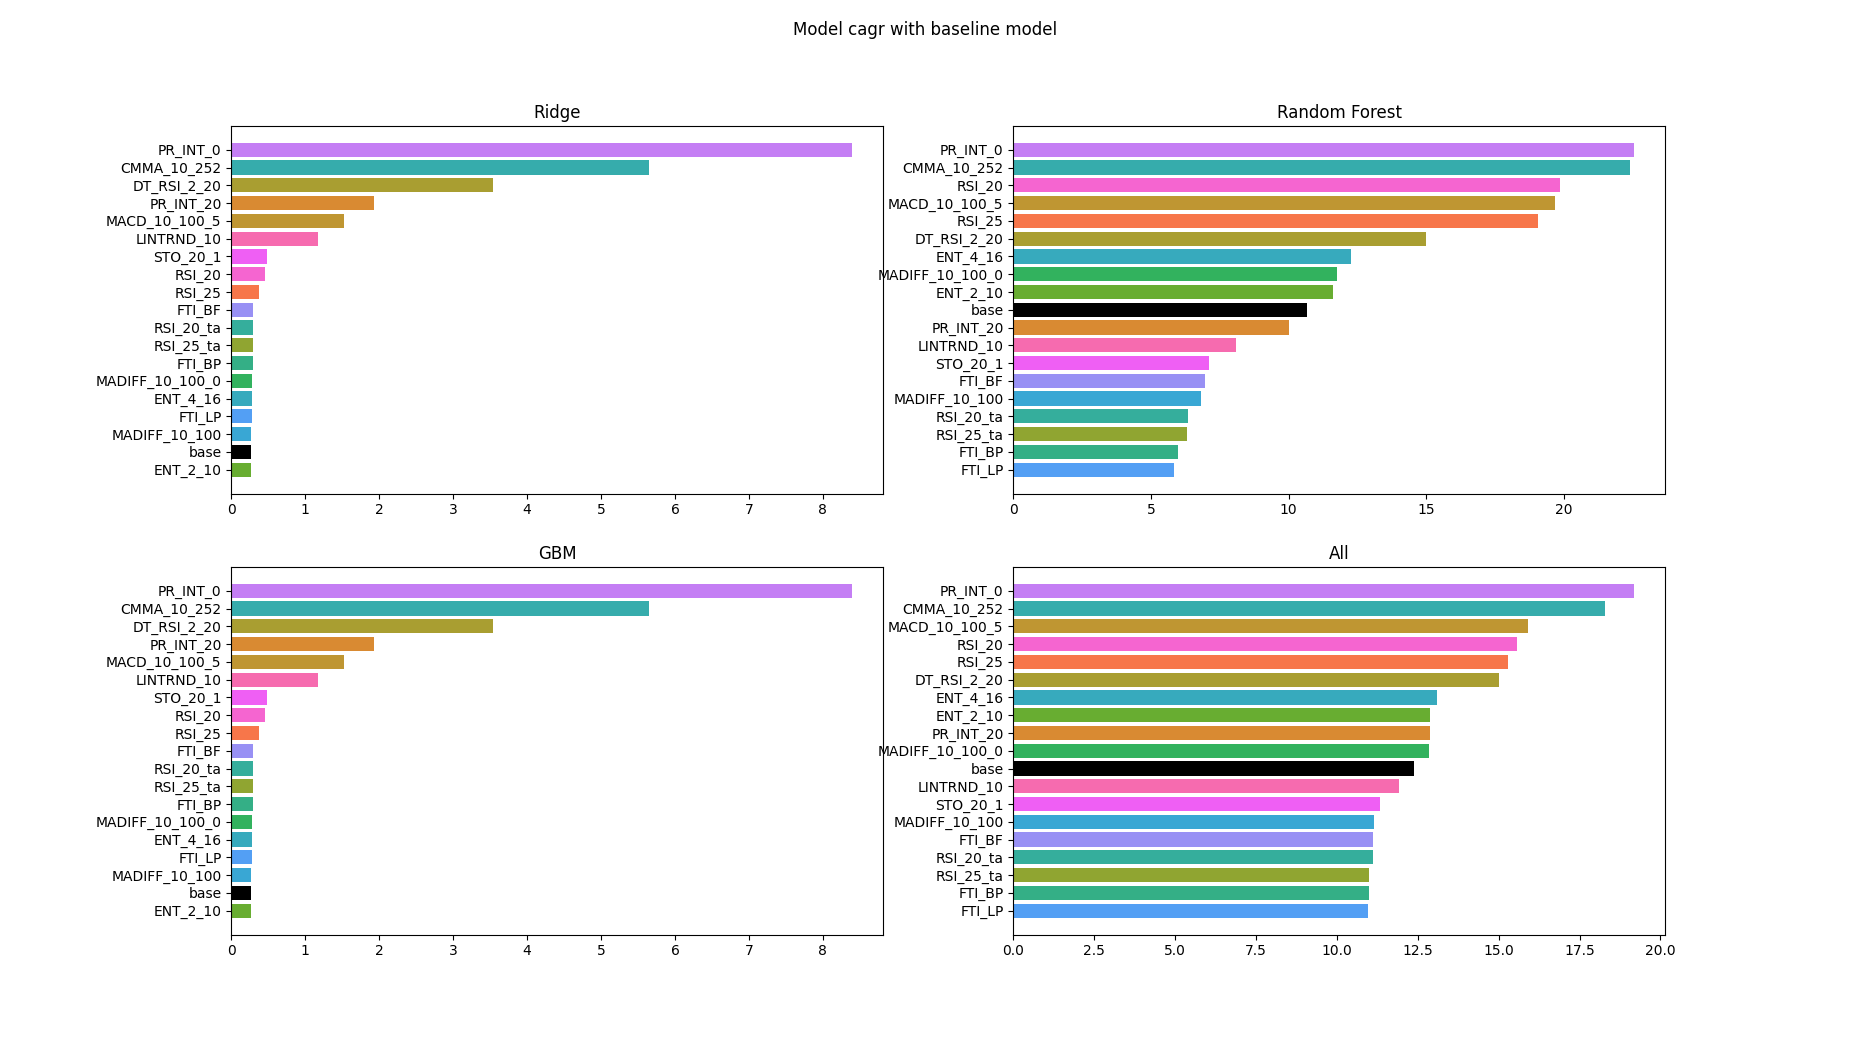 Model cagr with baseline model
Ridge
PR_INT_0
CMMA_10_252
DT_RSI_2_20
PR_INT_20
MACD_10_100_5
LINTRND_10
STO_20_1
RSI_20
RSI_25
FTI_BF
RSI_20_ta
RSI_25_ta
FTI_BP
MADIFF_10_100_0
ENT_4_16
FTI_LP
MADIFF_10_100
base
ENT_2_10
0 1 2 3 4 5 6 7 8
Random Forest
PR_INT_0
CMMA_10_252
RSI_20
MACD_10_100_5
RSI_25
DT_RSI_2_20
ENT_4_16
MADIFF_10_100_0
ENT_2_10
base
PR_INT_20
LINTRND_10
STO_20_1
FTI_BF
MADIFF_10_100
RSI_20_ta
RSI_25_ta
FTI_BP
FTI_LP
0 5 10 15 20
GBM
PR_INT_0
CMMA_10_252
DT_RSI_2_20
PR_INT_20
MACD_10_100_5
LINTRND_10
STO_20_1
RSI_20
RSI_25
FTI_BF
RSI_20_ta
RSI_25_ta
FTI_BP
MADIFF_10_100_0
ENT_4_16
FTI_LP
MADIFF_10_100
base
ENT_2_10
0 1 2 3 4 5 6 7 8
All
PR_INT_0
CMMA_10_252
MACD_10_100_5
RSI_20
RSI_25
DT_RSI_2_20
ENT_4_16
ENT_2_10
PR_INT_20
MADIFF_10_100_0
base
LINTRND_10
STO_20_1
MADIFF_10_100
FTI_BF
RSI_20_ta
RSI_25_ta
FTI_BP
FTI_LP
0.0 2.5 5.0 7.5 10.0 12.5 15.0 17.5 20.0